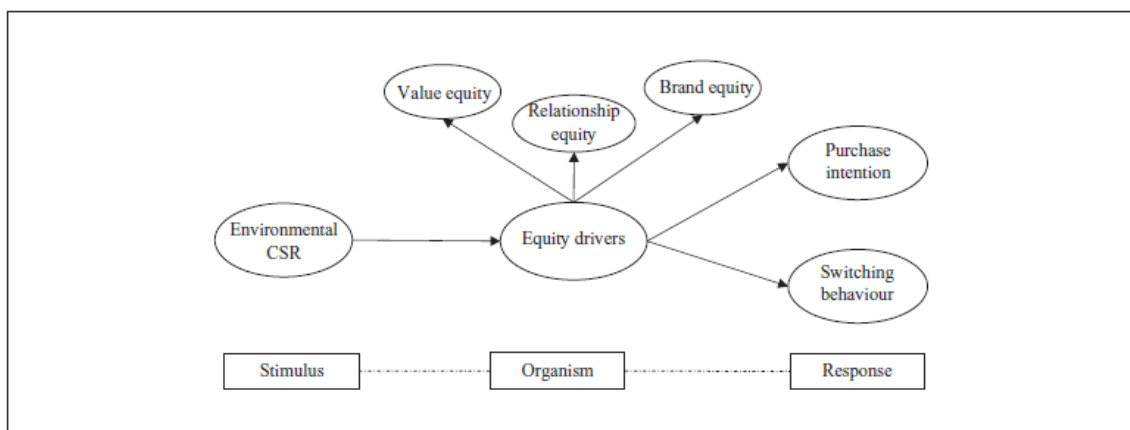 Value equity
Relationship
equity
Brand equity
Purchase
intention
Environmental
CSR
Equity drivers
Switching
behaviour
Stimulus
Organism
Response